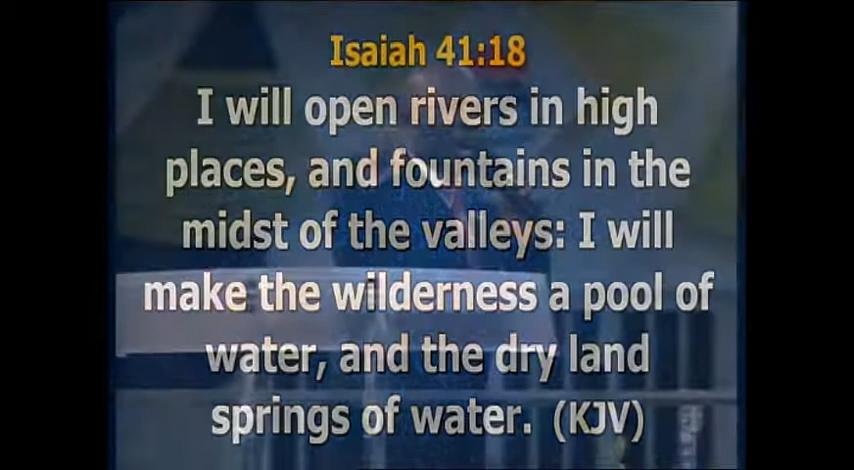 Isaiah 41:18
I will open rivers in high
places, and fountains in the
midst of the valleys: I will
make the wilderness a pool of
water, and the dry land
springs of water. (KJV)